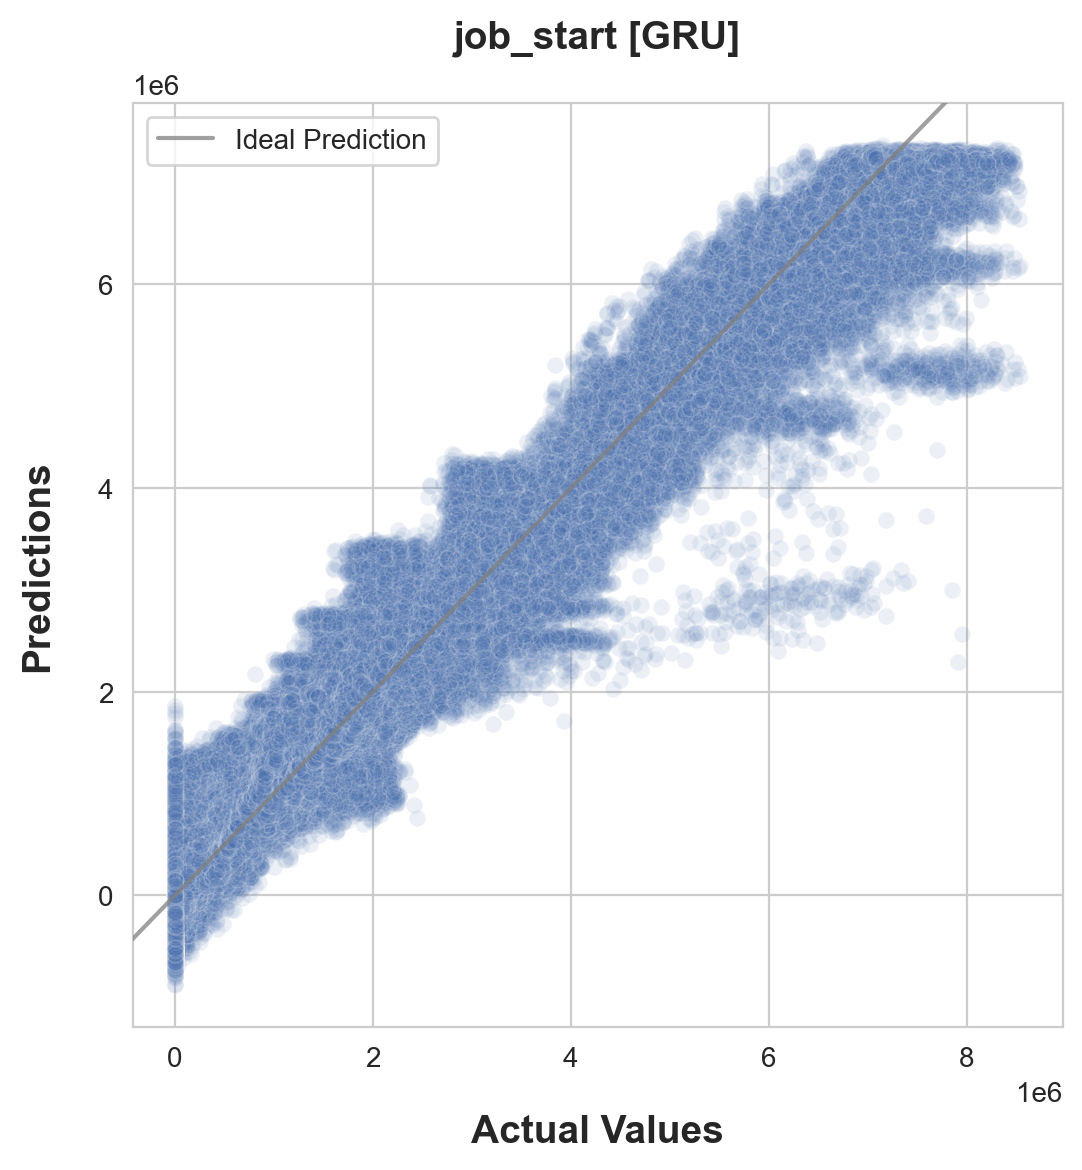 job_start [GRU]
1e6
Ideal Prediction
6
4
2
0
Predictions
0 2 4 6 8
1e6
Actual Values